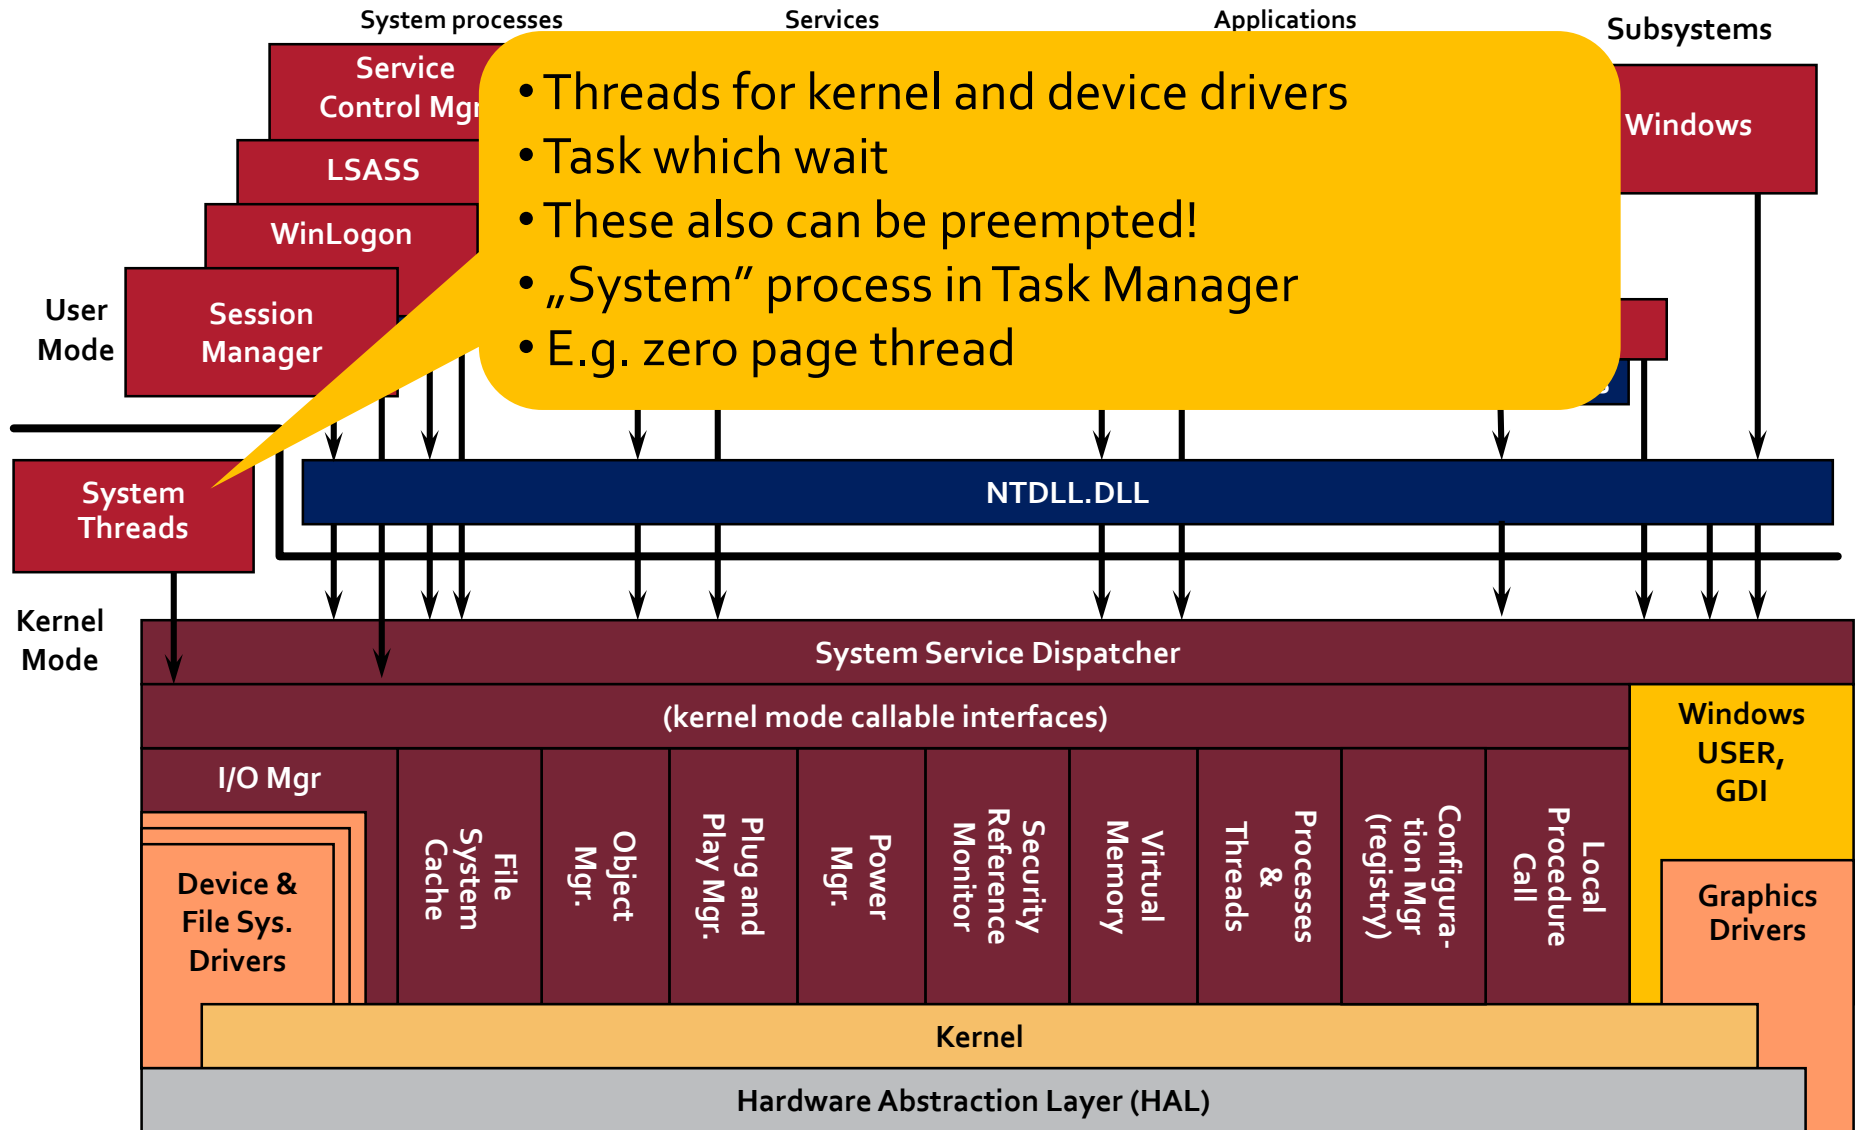 System processes
Services
Applications
Subsystems
Service
Control Mgr
LSASS
WinLogon
Session
Manager
User
Mode
• Threads for kernel and device drivers
• Task which wait
• These also can be preempted!
• „System” process in Task Manager
• E.g. zero page thread
Windows
System
Threads
NTDLL.DLL
Kernel
Mode
System Service Dispatcher
(kernel mode callable interfaces)
Windows
USER,
GDI
I/O Mgr
Device &
File Sys.
Drivers
File
System
Cache
Object
Mgr.
Plug and
Play Mgr.
Power
Mgr.
Security
Reference
Monitor
Virtual
Memory
Processes
&
Threads
Configura-
tion Mgr
(registry)
Local
Procedure
Call
Graphics
Drivers
Kernel
Hardware Abstraction Layer (HAL)